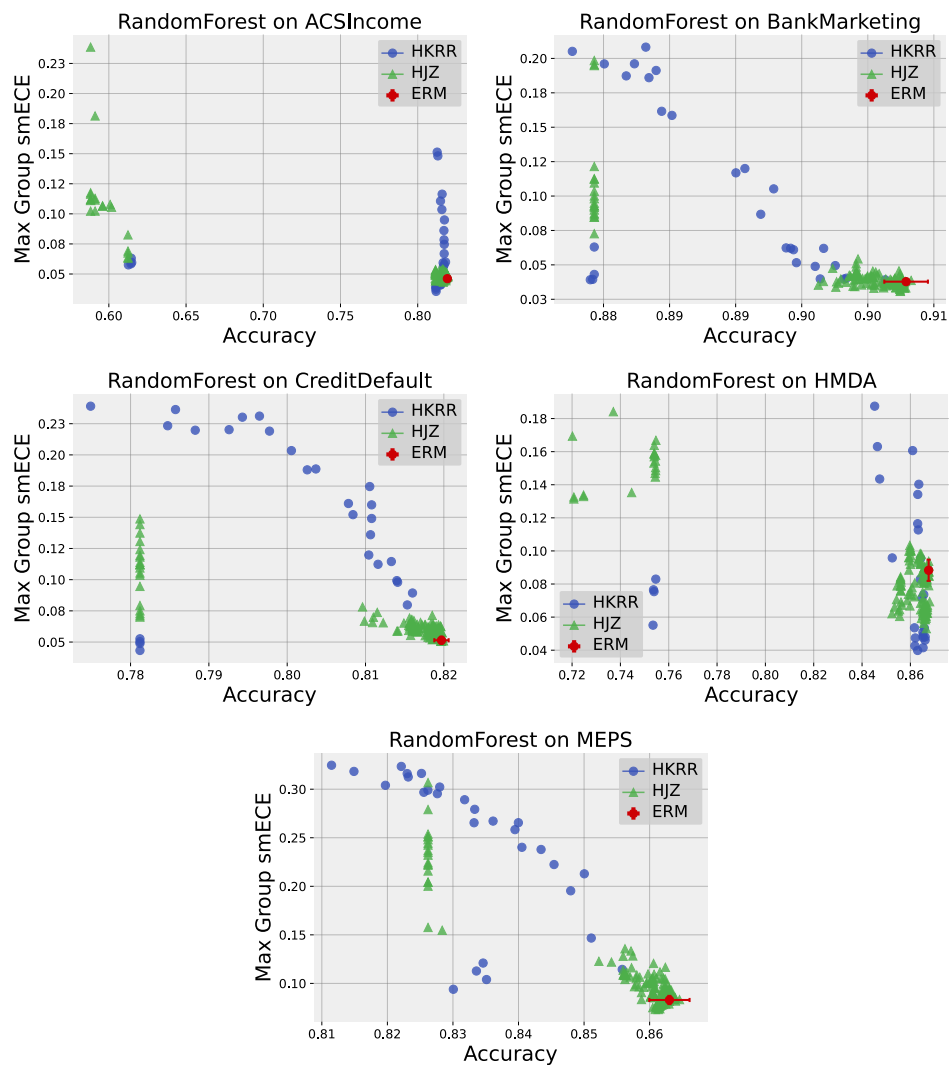 RandomForest on ACSIncome
Max Group smECE
0.23
0.20
0.18
0.15
0.12
0.10
0.08
0.05
HKRR
HJZ
ERM
0.60
0.65
0.70
0.75
0.80
Accuracy
RandomForest on BankMarketing
Max Group smECE
0.20
0.18
0.15
0.12
0.10
0.08
0.05
0.03
HKRR
HJZ
ERM
0.88
0.89
0.89
0.90
0.90
0.91
Accuracy
RandomForest on CreditDefault
Max Group smECE
0.23
0.20
0.18
0.15
0.12
0.10
0.08
0.05
HKRR
HJZ
ERM
0.78
0.79
0.80
0.81
0.82
Accuracy
RandomForest on HMDA
Max Group smECE
0.18
0.16
0.14
0.12
0.10
0.08
0.06
0.04
HKRR
HJZ
ERM
0.72
0.74
0.76
0.78
0.80
0.82
0.84
0.86
Accuracy
RandomForest on MEPS
Max Group smECE
0.30
0.25
0.20
0.15
0.10
HKRR
HJZ
ERM
0.81
0.82
0.83
0.84
0.85
0.86
Accuracy